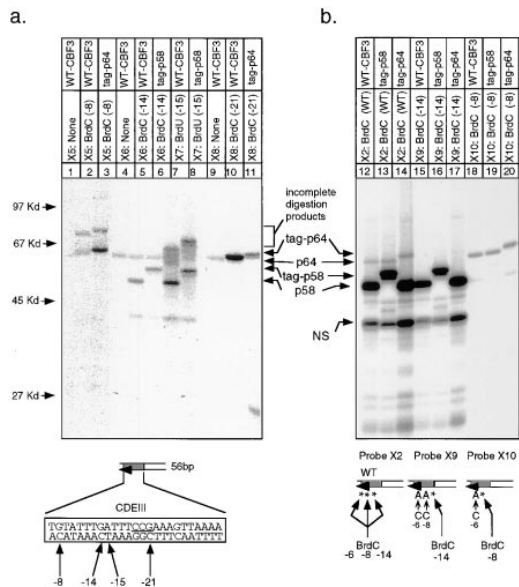 a.
WT-CBF3
WT-CBF3
tag-p64
WT-CBF3
WT-CBF3
tag-p58
WT-CBF3
tag-p58
WT-CBF3
WT-CBF3
tag-p64
X5: None
X5: BrdC (-8)
X5: BrdC (-8)
X6: None
X6: BrdC (-14)
X6: BrdC (-14)
X7: BrdU (-15)
X7: BrdU (-15)
X8: None
X8: BrdC (-21)
X8: BrdC (-21)
1 2 3 4 5 6 7 8 9 10 11
97 Kd
67 Kd
45 Kd
27 Kd
incomplete
digestion
products
tag-p64
p64
tag-p58
p58
NS
56bp
CDEIII
TGTATTTGATTTCCGAAAGTTAAAA
ACATAAACTAAAGGCTTTCAATTTT
-8 -14 -15 -21
b.
WT-CBF3
tag-p58
tag-p64
WT-CBF3
tag-p58
tag-p64
WT-CBF3
tag-p58
tag-p64
X2: BrdC (WT)
X2: BrdC (WT)
X2: BrdC (WT)
X9: BrdC (-14)
X9: BrdC (-14)
X9: BrdC (-14)
X10: BrdC (-8)
X10: BrdC (-8)
X10: BrdC (-8)
12 13 14 15 16 17 18 19 20
Probe X2 Probe X9 Probe X10
WT
*** AA* A*
CC C
-6 -8 -6
BrdC
-6 -8 -14
BrdC
-14
BrdC
-8